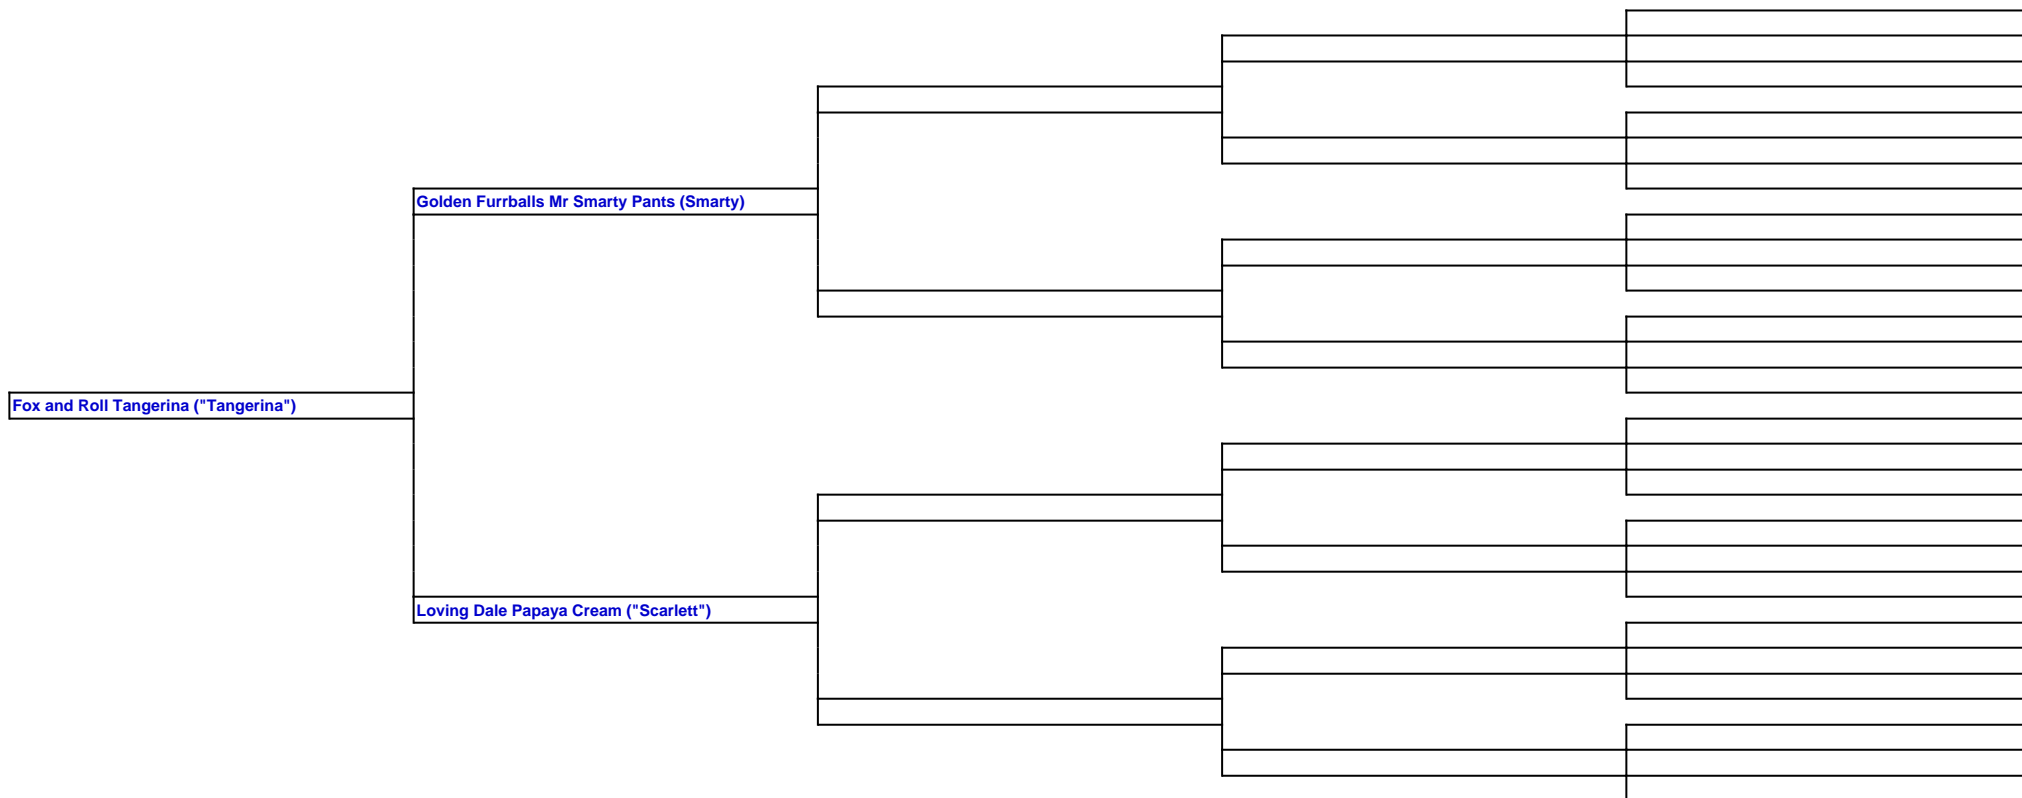 Golden Furrballs Mr Smarty Pants (Smarty)
Fox and Roll Tangerina ("Tangerina")
Loving Dale Papaya Cream ("Scarlett")